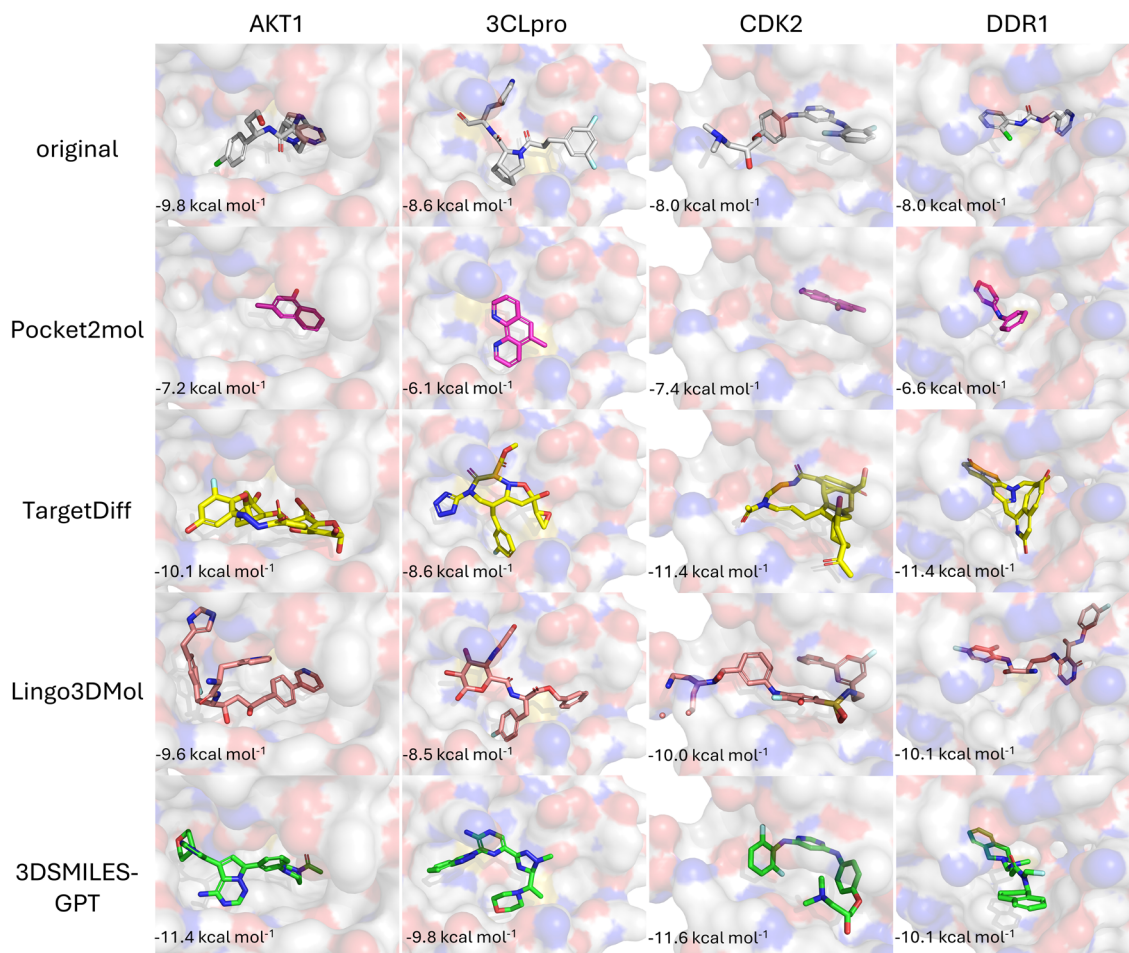 AKT1 3CLpro CDK2 DDR1
original
-9.8 kcal mol⁻¹ -8.6 kcal mol⁻¹ -8.0 kcal mol⁻¹ -8.0 kcal mol⁻¹
Pocket2mol
-7.2 kcal mol⁻¹ -6.1 kcal mol⁻¹ -7.4 kcal mol⁻¹ -6.6 kcal mol⁻¹
TargetDiff
-10.1 kcal mol⁻¹ -8.6 kcal mol⁻¹ -11.4 kcal mol⁻¹ -11.4 kcal mol⁻¹
Lingo3DMol
-9.6 kcal mol⁻¹ -8.5 kcal mol⁻¹ -10.0 kcal mol⁻¹ -10.1 kcal mol⁻¹
3DSMILES-
GPT
-11.4 kcal mol⁻¹ -9.8 kcal mol⁻¹ -11.6 kcal mol⁻¹ -10.1 kcal mol⁻¹